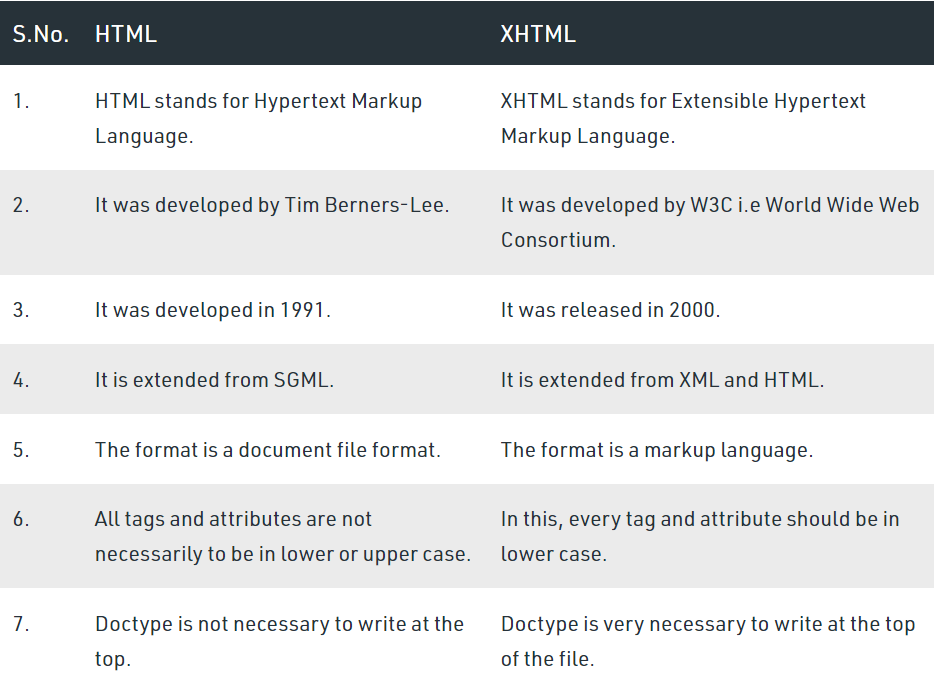 S.No. HTML XHTML
1. HTML stands for Hypertext Markup Language. XHTML stands for Extensible Hypertext Markup Language.
2. It was developed by Tim Berners-Lee. It was developed by W3C i.e World Wide Web Consortium.
3. It was developed in 1991. It was released in 2000.
4. It is extended from SGML. It is extended from XML and HTML.
5. The format is a document file format. The format is a markup language.
6. All tags and attributes are not necessarily to be in lower or upper case. In this, every tag and attribute should be in lower case.
7. Doctype is not necessary to write at the top. Doctype is very necessary to write at the top of the file.